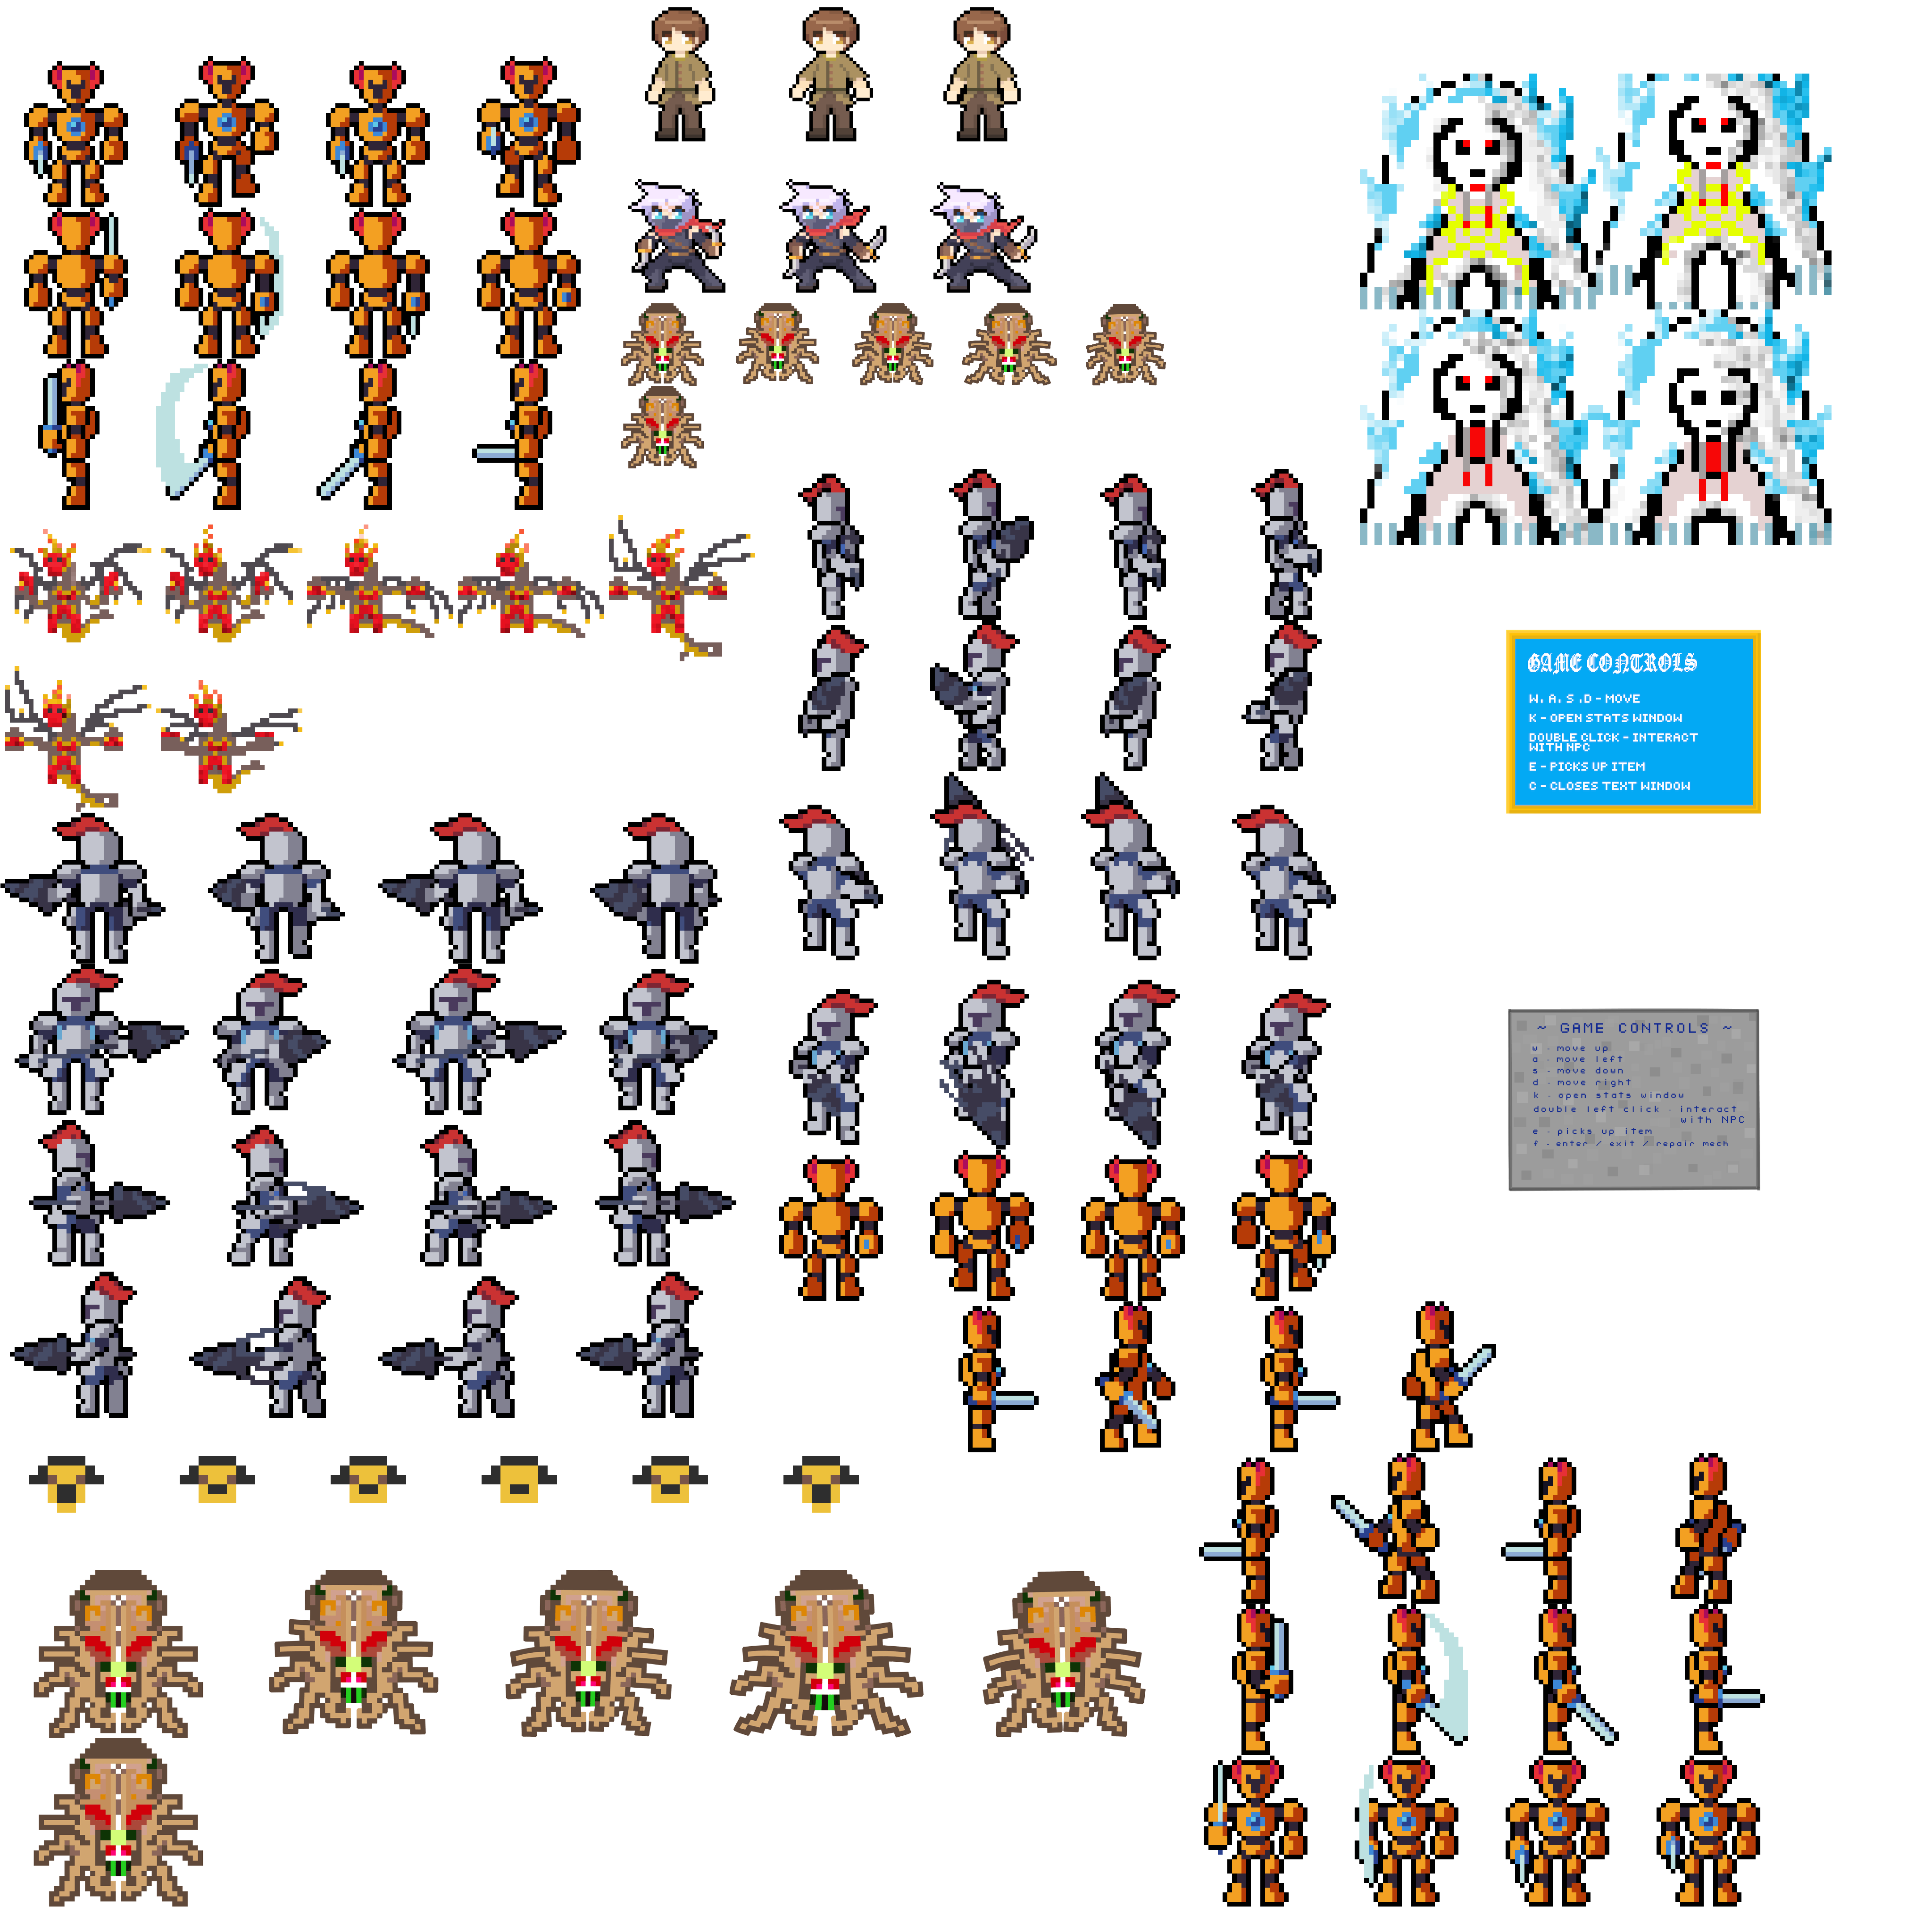 GAME CONTROLS
W, A, S ,D - MOVE
K - OPEN STATS WINDOW
DOUBLE CLICK - INTERACT
WITH NPC
E - PICKS UP ITEM
C - CLOSES TEXT WINDOW
~ GAME CONTROLS ~
w - move up
a - move left
s - move down
d - move right
k - open stats window
double left click - interact
with NPC
e - picks up item
f - enter / exit / repair mech